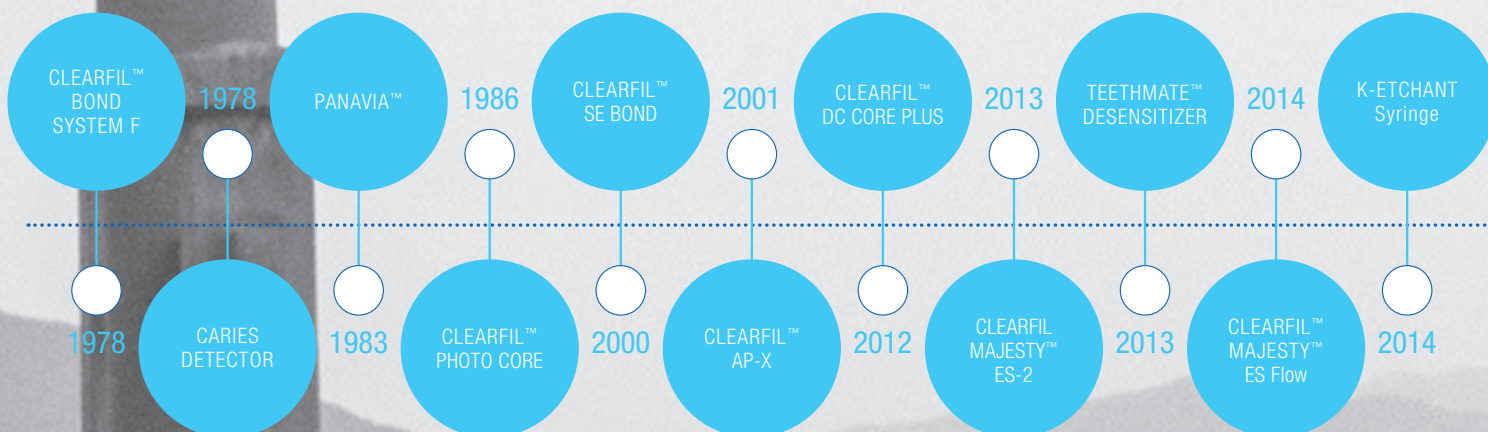 CLEARFIL™
BOND
SYSTEM F
1978
1978
CARIES
DETECTOR
PANAVIA™
1983
1986
CLEARFIL™
PHOTO CORE
CLEARFIL™
SE BOND
2000
2001
CLEARFIL™
AP-X
CLEARFIL™
DC CORE PLUS
2012
2013
CLEARFIL
MAJESTY™
ES-2
TEETHMATE™
DESENSITIZER
2013
2014
CLEARFIL™
MAJESTY™
ES Flow
K-ETCHANT
Syringe
2014